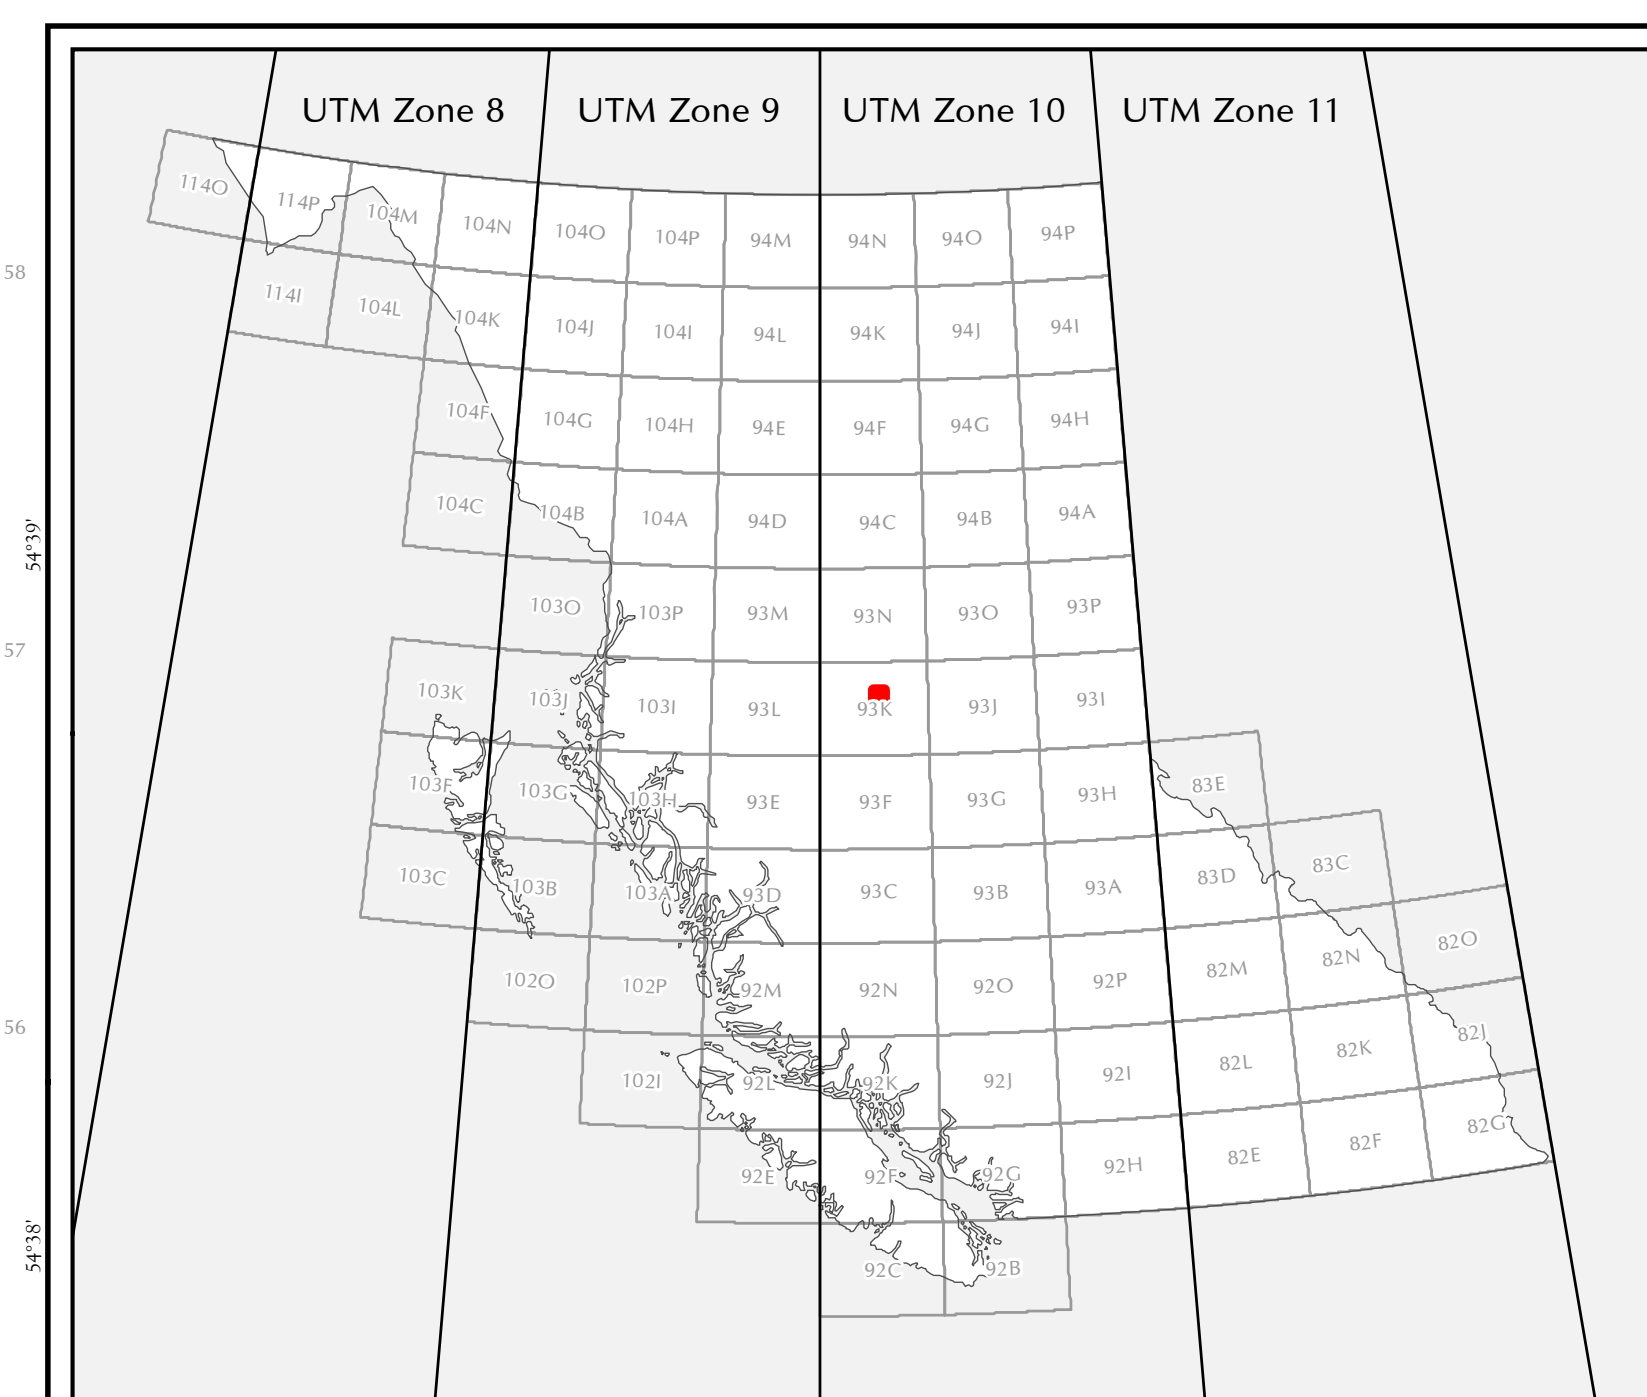 UTM Zone 8 UTM Zone 9 UTM Zone 10 UTM Zone 11
114O 114P 104M 104N 104O 104P 94M 94N 94O 94P
58
114I 104L 104K 104J 104I 94L 94K 94J 94I
104F 104G 104H 94E 94F 94G 94H
104C 104B 104A 94D 94C 94B 94A
54°39'
103O 103P 93M 93N 93O 93P
57
103K 103J 103I 93L 93K 93J 93I
103F 103G 103H 93E 93F 93G 93H 83E
103C 103B 103A 93D 93C 93B 93A 83D 83C
102O 102P 92M 92N 92O 92P 82M 82N 82O
56
102I 92L 92K 92J 92I 82L 82K 82J
92E 92F 92G 92H 82E 82F 82G
54°38'
92C 92B